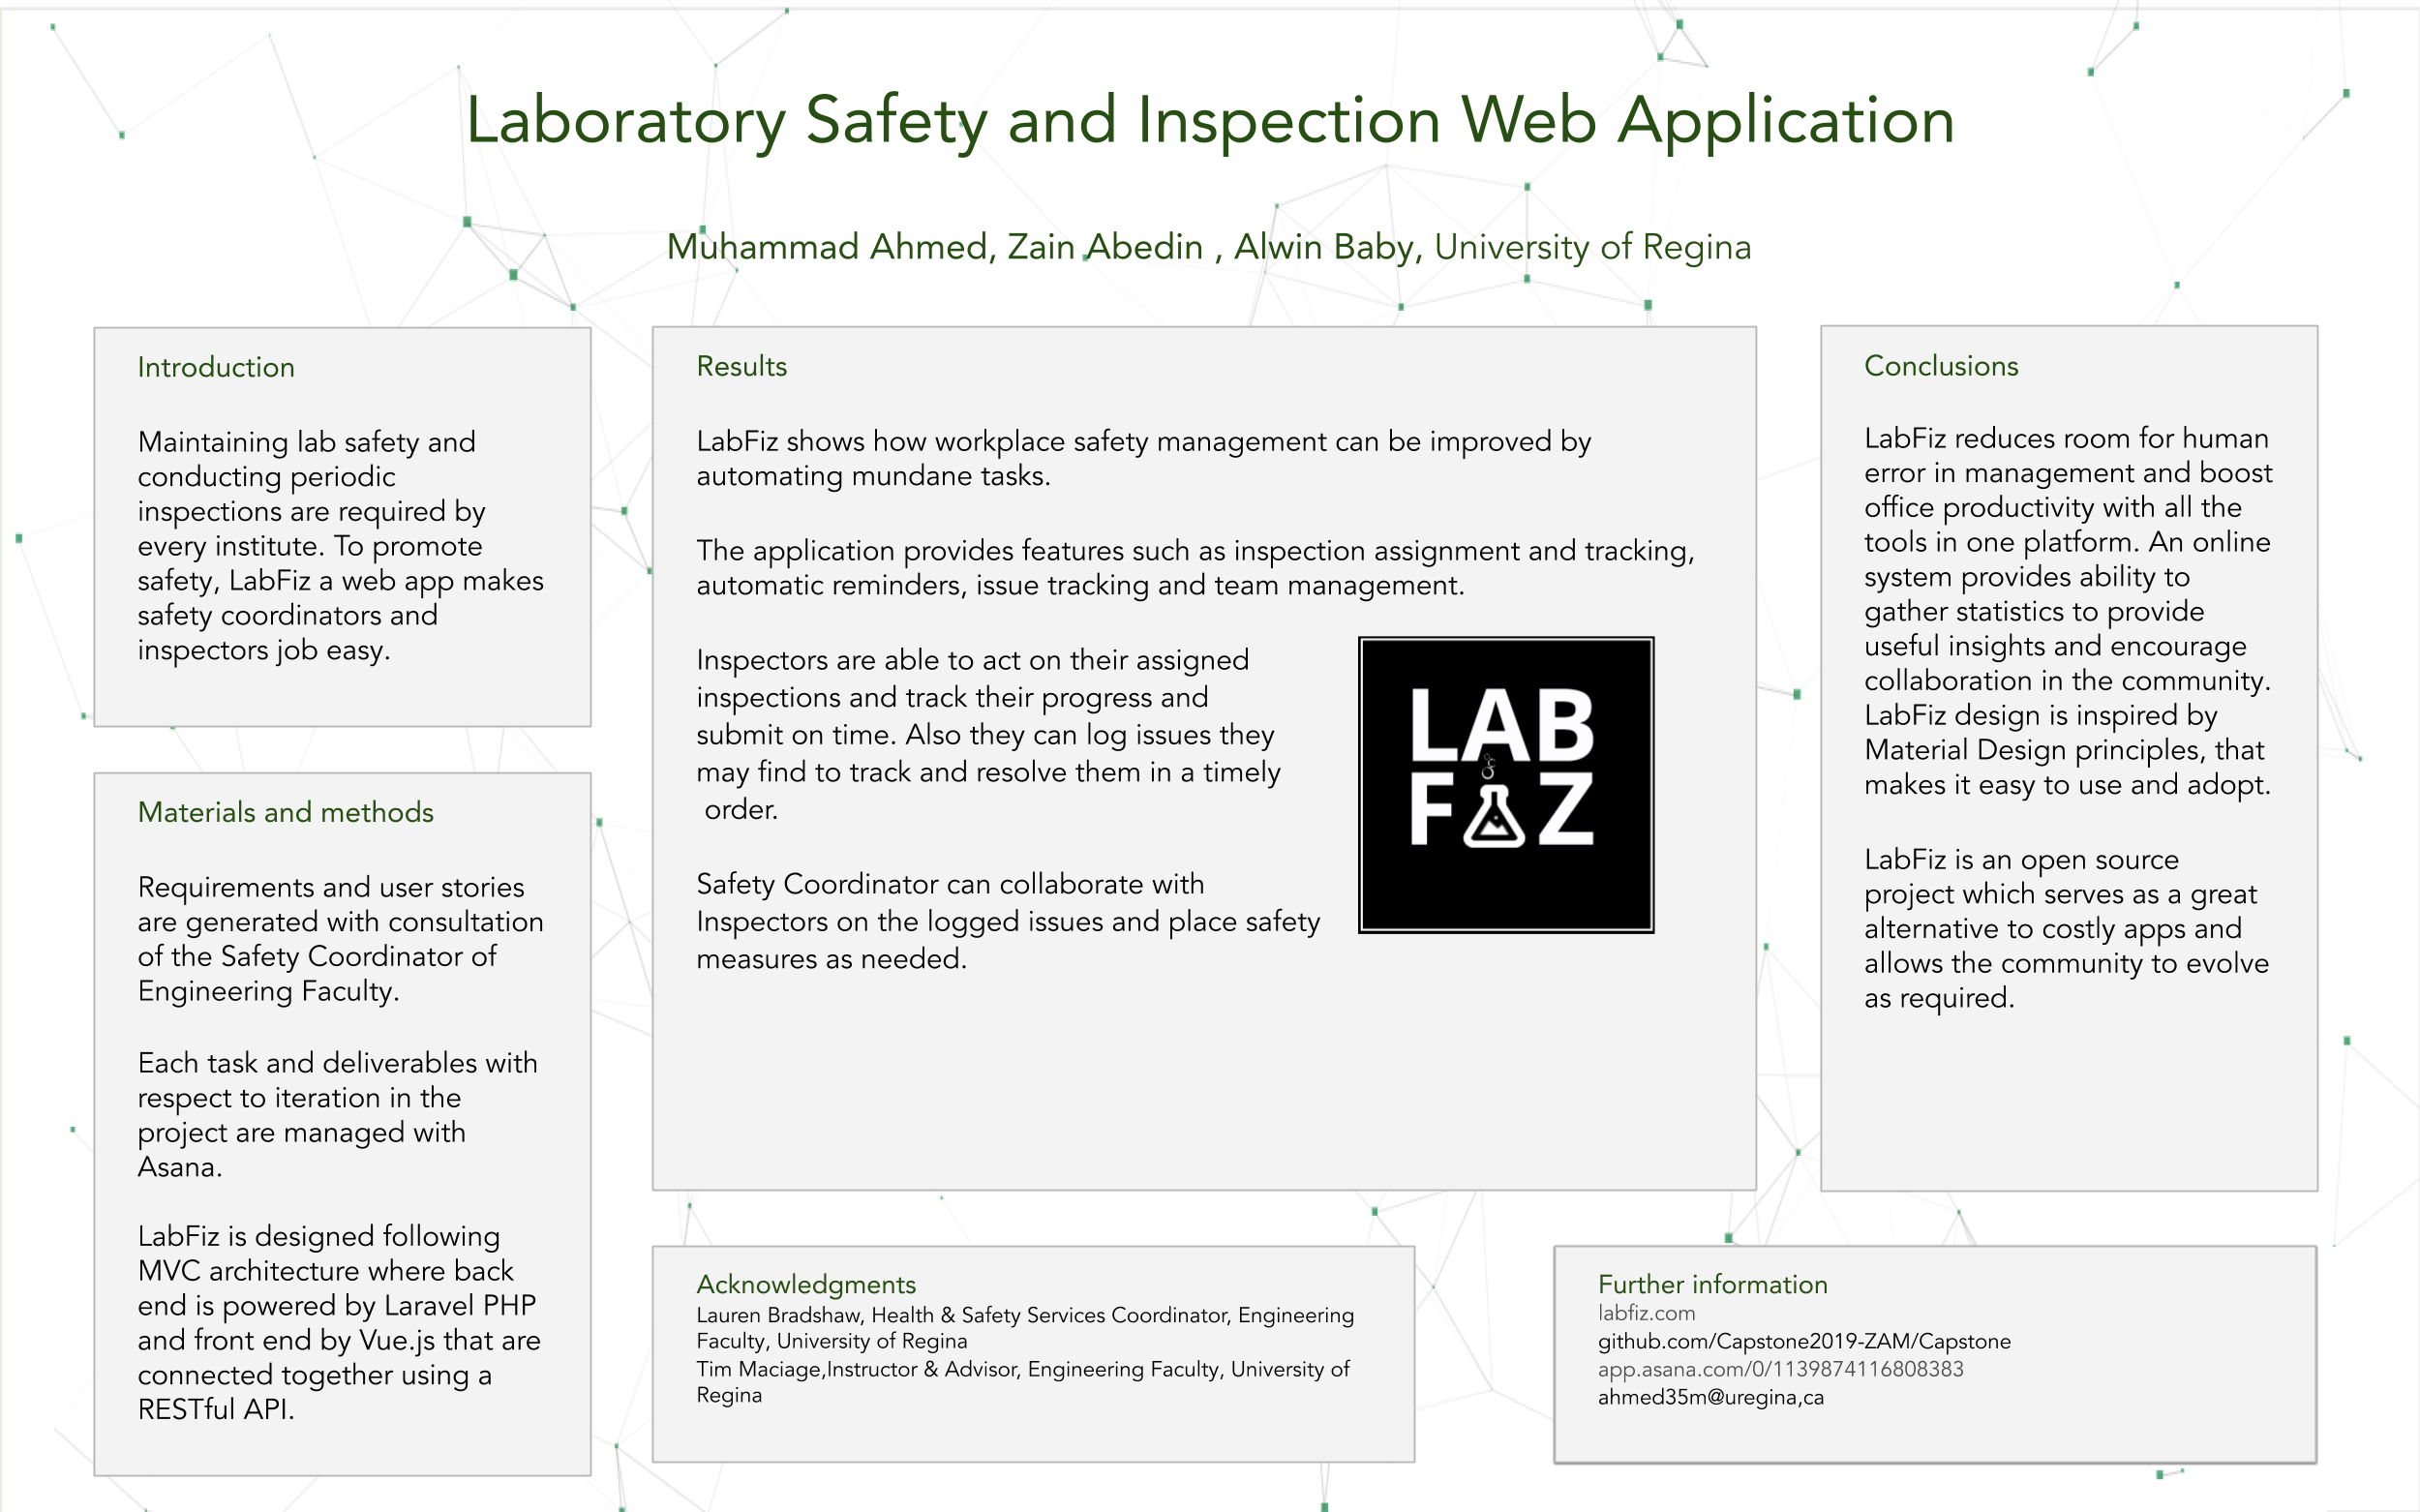 Laboratory Safety and Inspection Web Application
Muhammad Ahmed, Zain Abedin , Alwin Baby, University of Regina
Introduction
Maintaining lab safety and
conducting periodic
inspections are required by
every institute. To promote
safety, LabFiz a web app makes
safety coordinators and
inspectors job easy.
Materials and methods
Requirements and user stories
are generated with consultation
of the Safety Coordinator of
Engineering Faculty.
Each task and deliverables with
respect to iteration in the
project are managed with
Asana.
LabFiz is designed following
MVC architecture where back
end is powered by Laravel PHP
and front end by Vue.js that are
connected together using a
RESTful API.
Results
LabFiz shows how workplace safety management can be improved by
automating mundane tasks.
The application provides features such as inspection assignment and tracking,
automatic reminders, issue tracking and team management.
Inspectors are able to act on their assigned
inspections and track their progress and
submit on time. Also they can log issues they
may find to track and resolve them in a timely
order.
Safety Coordinator can collaborate with
Inspectors on the logged issues and place safety
measures as needed.
LAB
F Z
Conclusions
LabFiz reduces room for human
error in management and boost
office productivity with all the
tools in one platform. An online
system provides ability to
gather statistics to provide
useful insights and encourage
collaboration in the community.
LabFiz design is inspired by
Material Design principles, that
makes it easy to use and adopt.
LabFiz is an open source
project which serves as a great
alternative to costly apps and
allows the community to evolve
as required.
Acknowledgments
Lauren Bradshaw, Health & Safety Services Coordinator, Engineering
Faculty, University of Regina
Tim Maciage,Instructor & Advisor, Engineering Faculty, University of
Regina
Further information
labfiz.com
github.com/Capstone2019-ZAM/Capstone
app.asana.com/0/1139874116808383
ahmed35m@uregina,ca